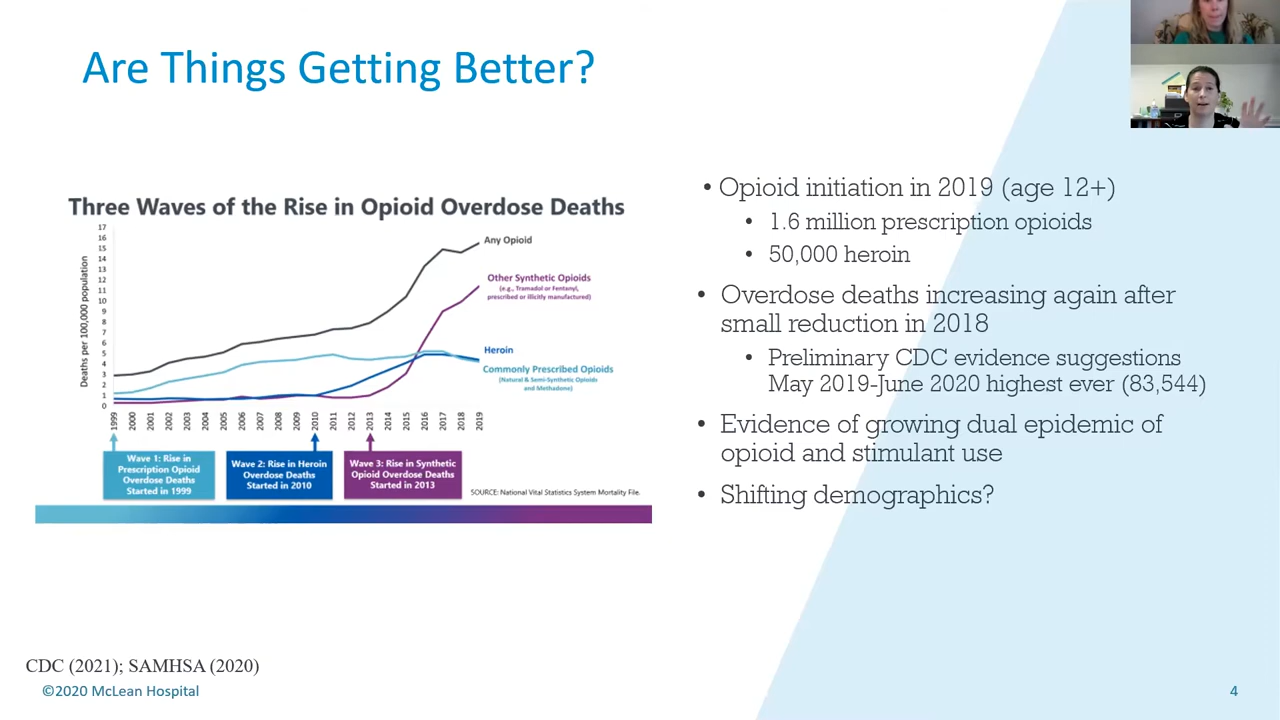 Are Things Getting Better?
Three Waves of the Rise in Opioid Overdose Deaths
Deaths per 100,000 population
17
16
15
14
13
12
11
10
9
8
7
6
5
4
3
2
1
0
Any Opioid
Other Synthetic Opioids
(e.g., Tramadol or Fentanyl,
prescribed or illicitly manufactured)
Heroin
Commonly Prescribed Opioids
(Natural & Semi-Synthetic Opioids
and Methadone)
1999
2000
2001
2002
2003
2004
2005
2006
2007
2008
2009
2010
2011
2012
2013
2014
2015
2016
2017
2018
2019
Wave 1: Rise in
Prescription Opioid
Overdose Deaths
Started in 1999
Wave 2: Rise in Heroin
Overdose Deaths
Started in 2010
Wave 3: Rise in Synthetic
Opioid Overdose Deaths
Started in 2013
SOURCE: National Vital Statistics System Mortality File.
• Opioid initiation in 2019 (age 12+)
• 1.6 million prescription opioids
• 50,000 heroin
• Overdose deaths increasing again after
small reduction in 2018
• Preliminary CDC evidence suggestions
May 2019-June 2020 highest ever (83,544)
• Evidence of growing dual epidemic of
opioid and stimulant use
• Shifting demographics?
CDC (2021); SAMHSA (2020)
©2020 McLean Hospital
4